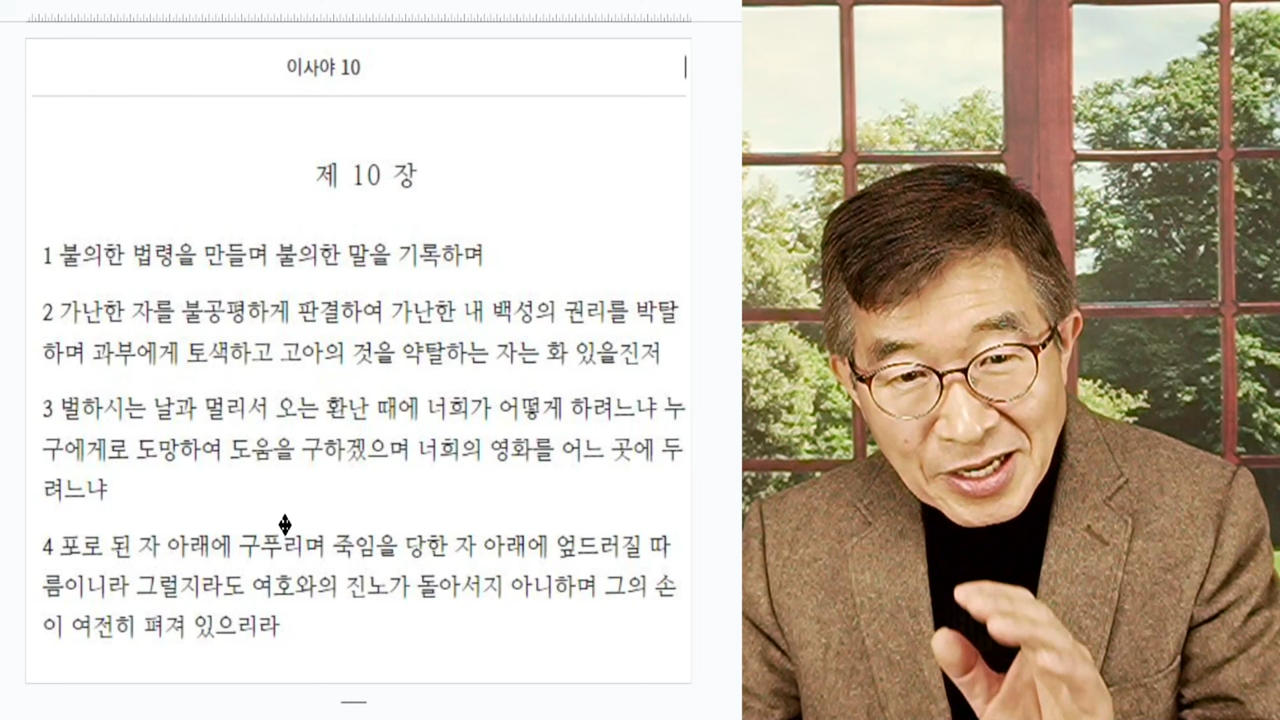 이사야 10
제 10 장
1 불의한 법령을 만들며 불의한 말을 기록하며
2 가난한 자를 불공평하게 판결하여 가난한 내 백성의 권리를 박탈
하며 과부에게 토색하고 고아의 것을 약탈하는 자는 화 있을진저
3 벌하시는 날과 멀리서 오는 환난 때에 너희가 어떻게 하려느냐 누
구에게로 도망하여 도움을 구하겠으며 너희의 영화를 어느 곳에 두
려느냐
4 포로 된 자 아래에 구푸리며 죽임을 당한 자 아래에 엎드러질 따
름이니라 그럴지라도 여호와의 진노가 돌아서지 아니하며 그의 손
이 여전히 펴져 있으리라